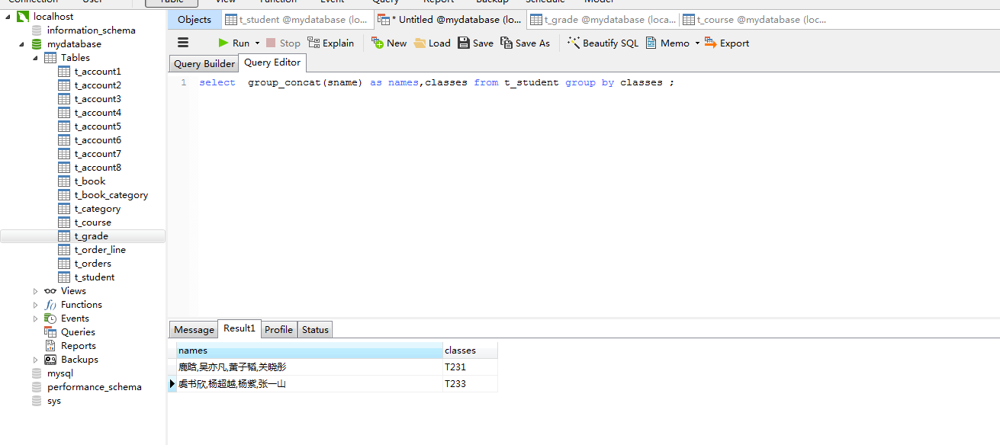 Connection User Table View Function Event Query Report Backup Schedule Model
localhost
information_schema
mydatabase
Tables
t_account1
t_account2
t_account3
t_account4
t_account5
t_account6
t_account7
t_account8
t_book
t_book_category
t_category
t_course
t_grade
t_order_line
t_orders
t_student
Views
Functions
Events
Queries
Reports
Backups
mysql
performance_schema
sys
Objects t_student @mydatabase (lo... * Untitled @mydatabase (lo... t_grade @mydatabase (loca... t_course @mydatabase (loc...
Run Stop Explain New Load Save Save As Beautify SQL Memo Export
Query Builder Query Editor
1 select group_concat(sname) as names,classes from t_student group by classes ;
Message Result1 Profile Status
names classes
鹿晗,吴亦凡,黄子韬,关晓彤 T231
虞书欣,杨超越,杨紫,张一山 T233